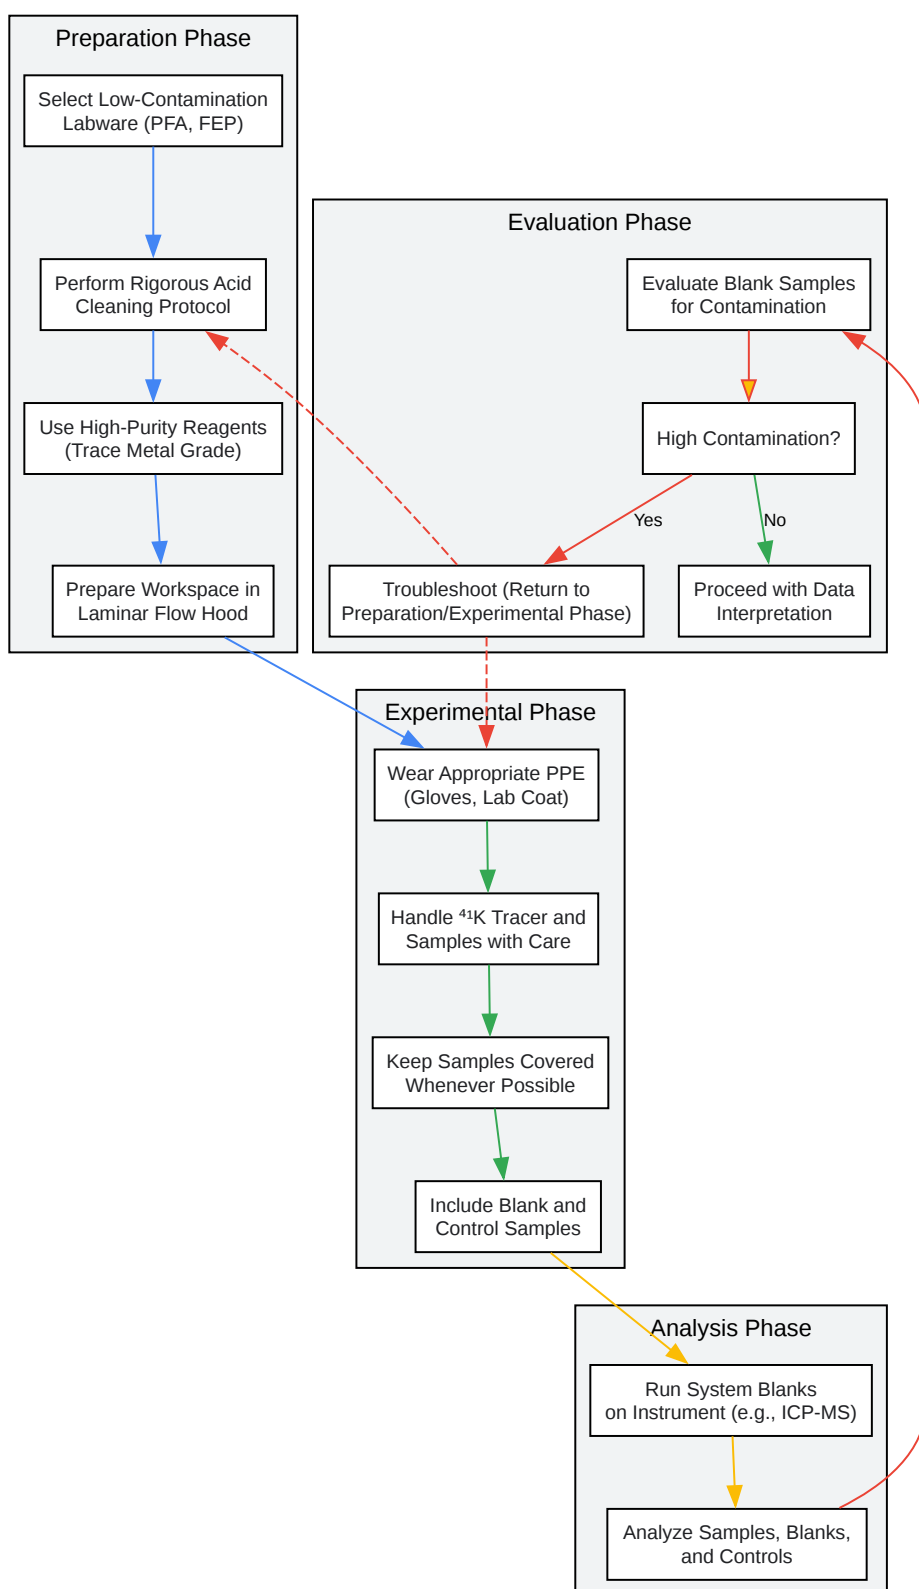 Preparation Phase
Select Low-Contamination
Labware (PFA, FEP)
Perform Rigorous Acid
Cleaning Protocol
Use High-Purity Reagents
(Trace Metal Grade)
Prepare Workspace in
Laminar Flow Hood
Evaluation Phase
Evaluate Blank Samples
for Contamination
High Contamination?
Yes
No
Troubleshoot (Return to
Preparation/Experimental Phase)
Proceed with Data
Interpretation
Experimental Phase
Wear Appropriate PPE
(Gloves, Lab Coat)
Handle ⁴¹K Tracer and
Samples with Care
Keep Samples Covered
Whenever Possible
Include Blank and
Control Samples
Analysis Phase
Run System Blanks
on Instrument (e.g., ICP-MS)
Analyze Samples, Blanks,
and Controls